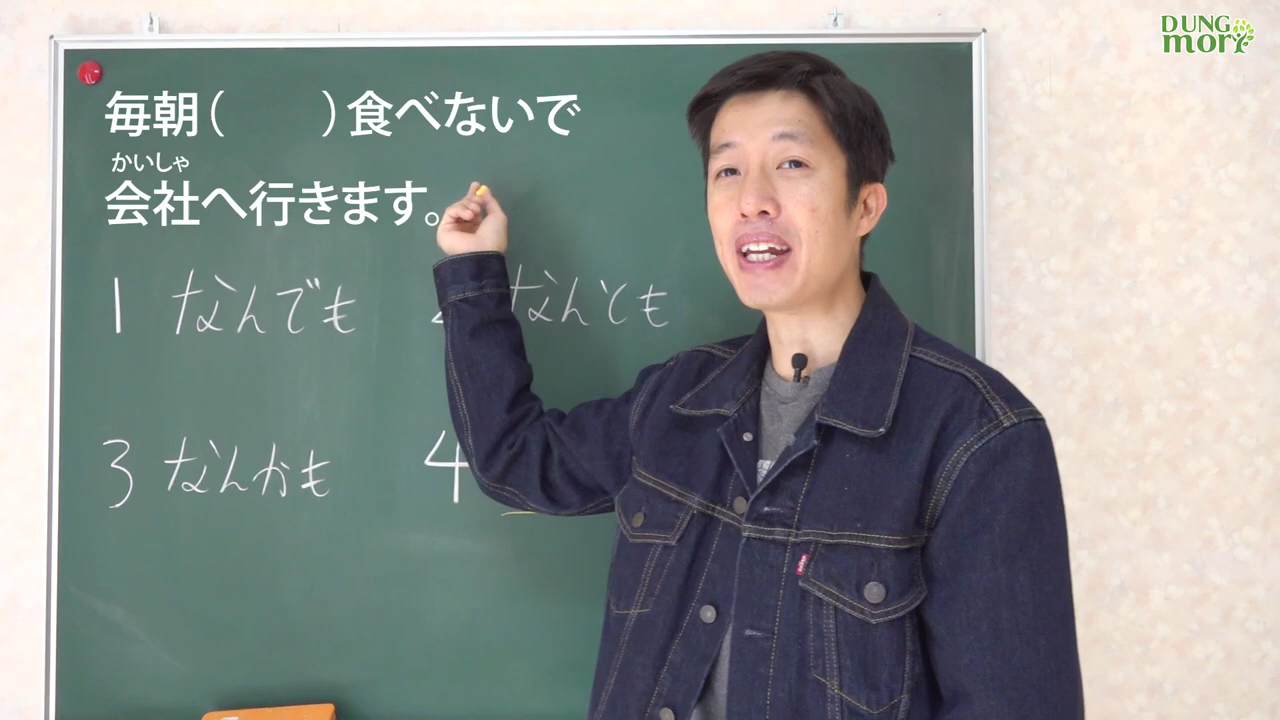 DUNG
mori
毎朝(　　)食べないで
かいしゃ
会社へ行きます。
1 なんでも
なんとも
3 なんかも
4